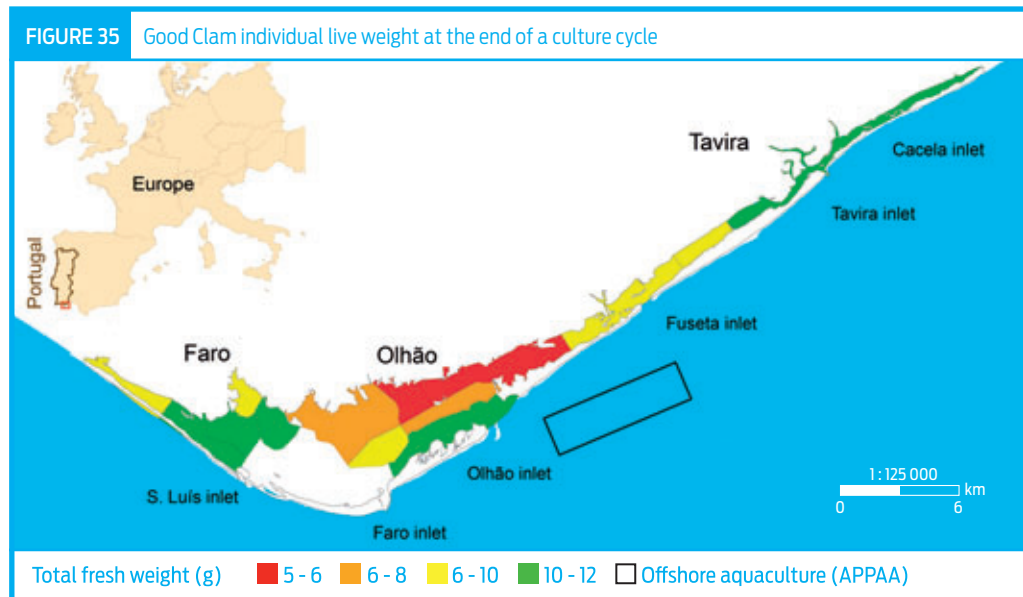 FIGURE 35 Good Clam individual live weight at the end of a culture cycle
Europe
Portugal
Tavira
Cacela inlet
Tavira inlet
Fuseta inlet
Faro
Olhão
Olhão inlet
S. Luís inlet
Faro inlet
1 : 125 000
km
0 6
Total fresh weight (g) 5 - 6 6 - 8 6 - 10 10 - 12 Offshore aquaculture (APPAA)